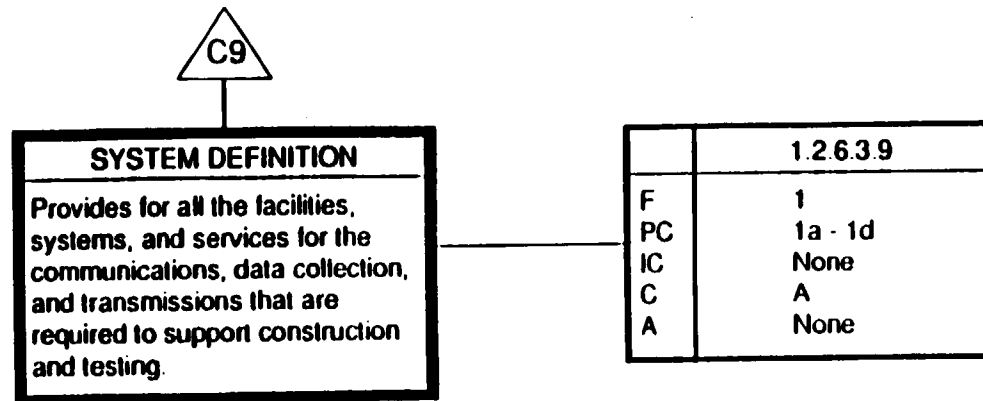 C9
SYSTEM DEFINITION
Provides for all the facilities,
systems, and services for the
communications, data collection,
and transmissions that are
required to support construction
and testing.
1.2.6.3.9
F 1
PC 1a - 1d
IC None
C A
A None